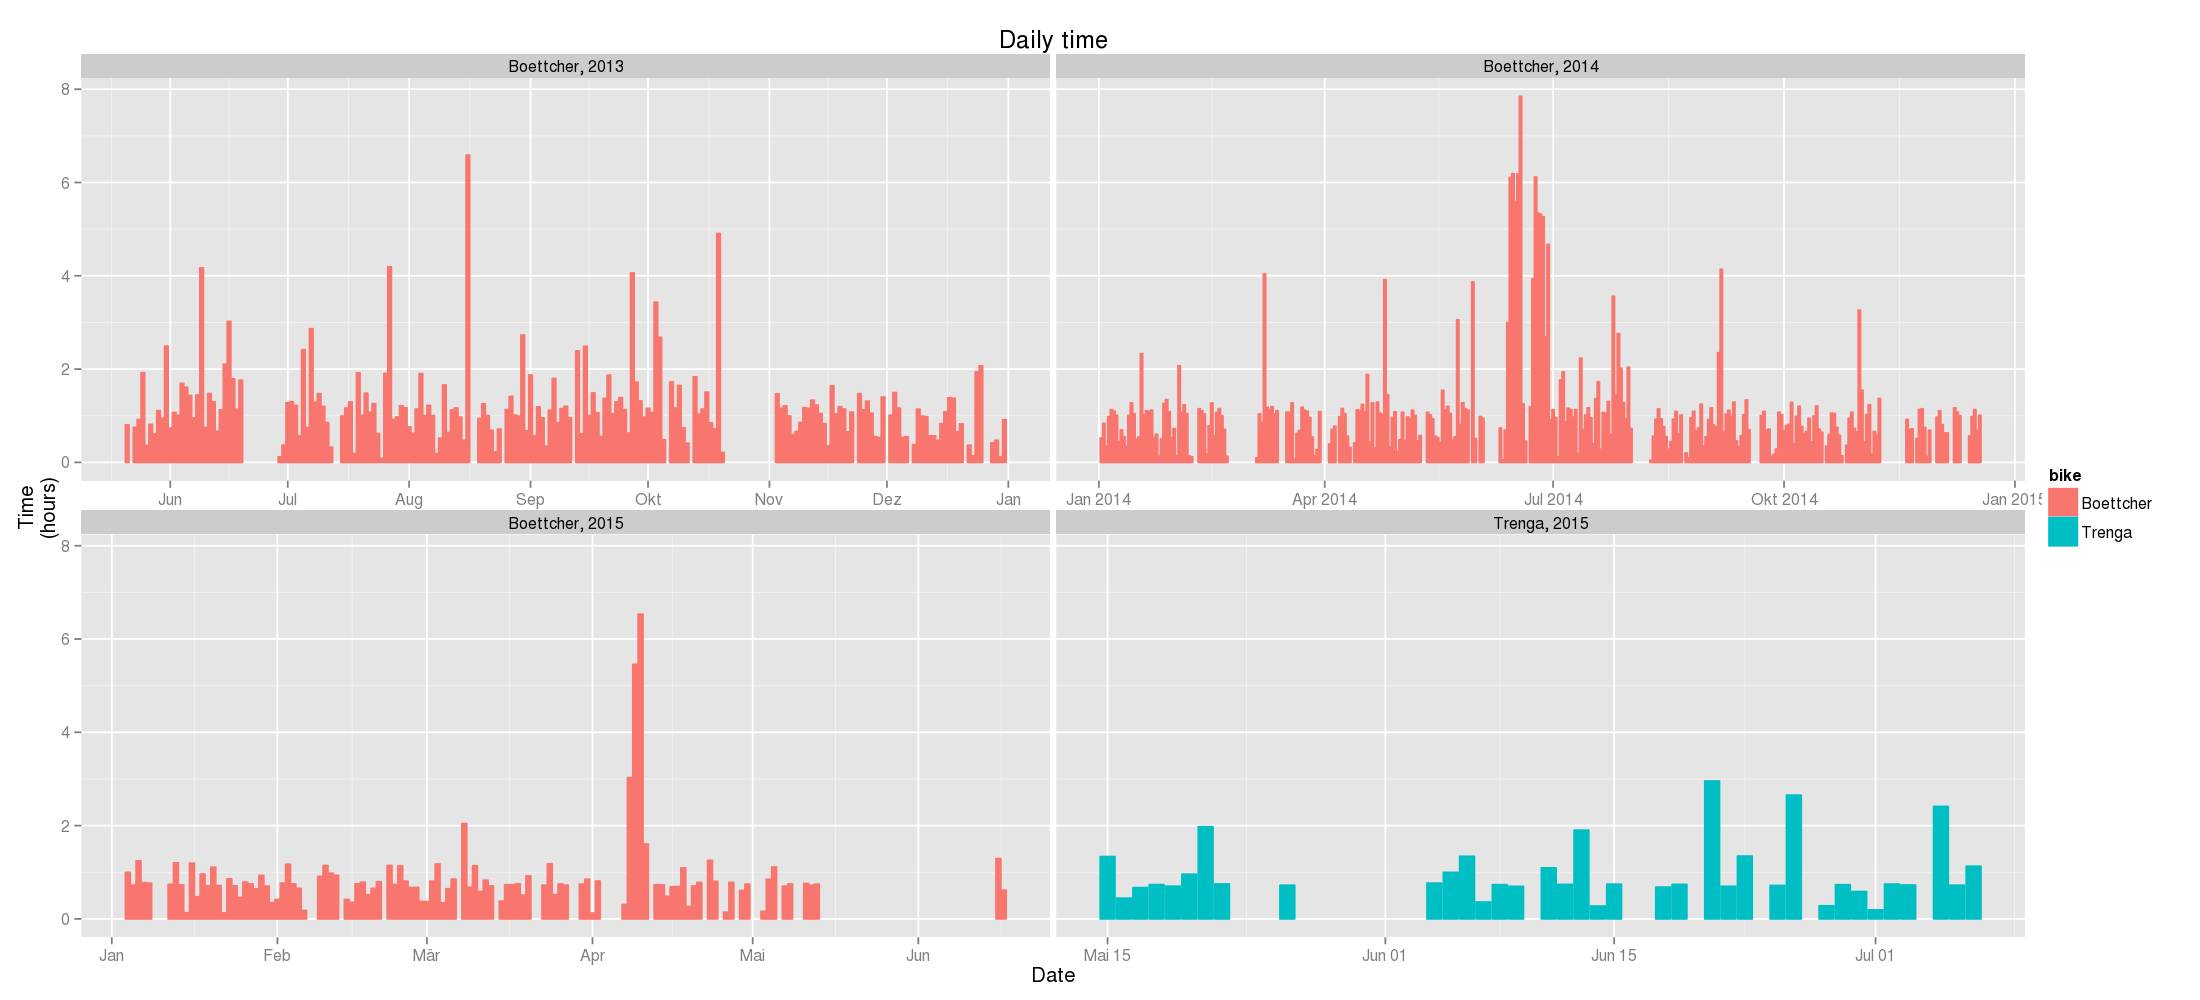 Daily time
Boettcher, 2013
Boettcher, 2014
8
6
4
2
0
Jun Jul Aug Sep Okt Nov Dez Jan
Jan 2014 Apr 2014 Jul 2014 Okt 2014 Jan 2015
Time
(hours)
Boettcher, 2015
Trenga, 2015
8
6
4
2
0
Jan Feb Mär Apr Mai Jun
Mai 15 Jun 01 Jun 15 Jul 01
Date
bike
Boettcher
Trenga